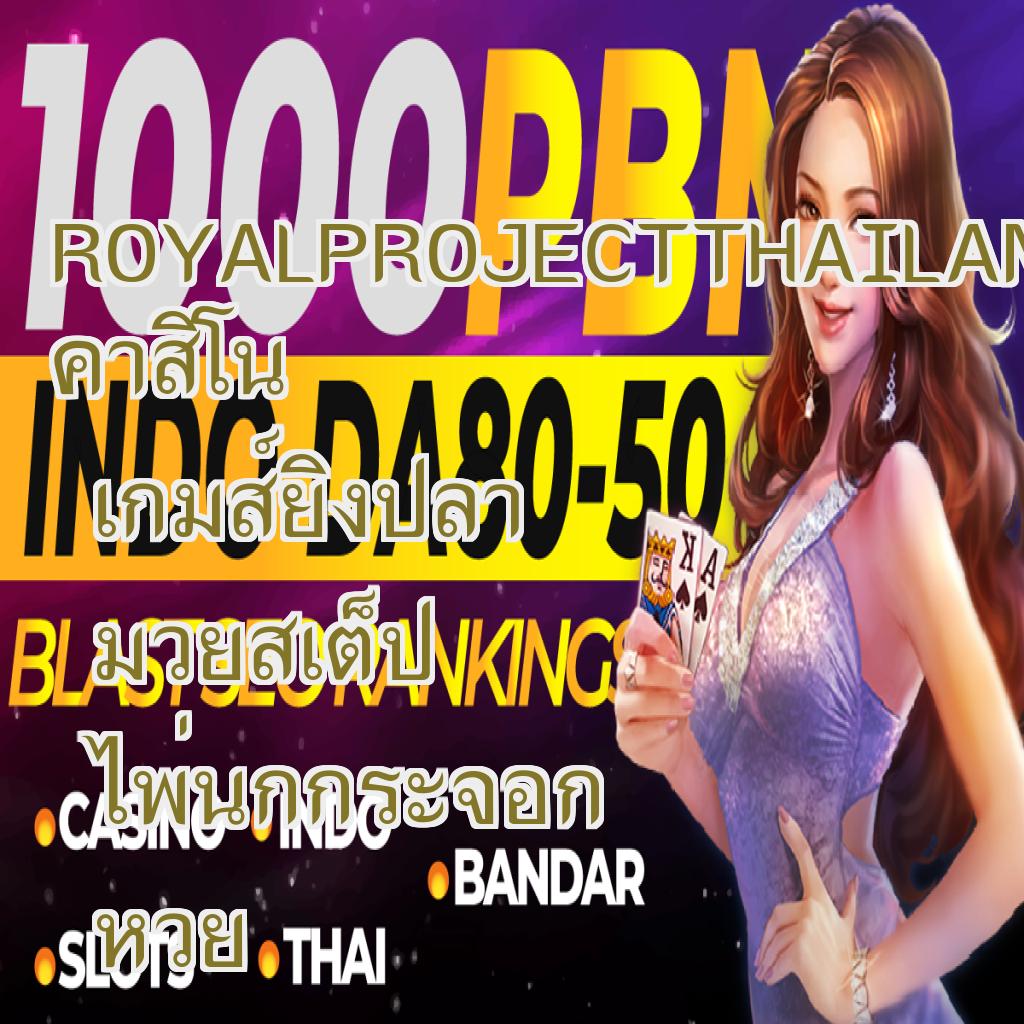 1000 PBN
ROYALPROJECTTHAILAN
คาสิโน
INDO DA80-50
เกมส์ยิงปลา
BLAST SEO RANKINGS
มวยสเต็ป
ไพ่นกกระจอก
CASINO
INDO
BANDAR
หวย
SLOTS
THAI